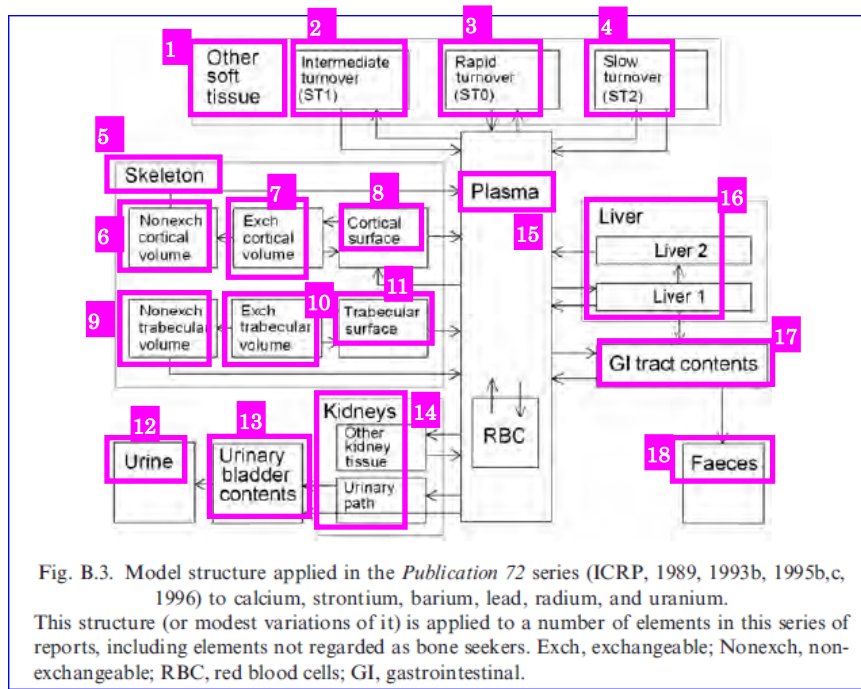 1
2
3
4
Other
soft
tissue
Intermediate
turnover
(ST1)
Rapid
turnover
(ST0)
Slow
turnover
(ST2)
5
Skeleton
Plasma
15
6
Nonexch
cortical
volume
7
Exch
cortical
volume
8
Cortical
surface
16
Liver
Liver 2
Liver 1
9
Nonexch
trabecular
volume
10
Exch
trabecular
volume
11
Trabecular
surface
17
GI tract contents
12
Urine
13
Urinary
bladder
contents
14
Kidneys
Other
kidney
tissue
Urinary
path
RBC
18
Faeces
Fig. B.3. Model structure applied in the Publication 72 series (ICRP, 1989, 1993b, 1995b,c,
1996) to calcium, strontium, barium, lead, radium, and uranium.
This structure (or modest variations of it) is applied to a number of elements in this series of
reports, including elements not regarded as bone seekers. Exch, exchangeable; Nonexch, non-
exchangeable; RBC, red blood cells; GI, gastrointestinal.